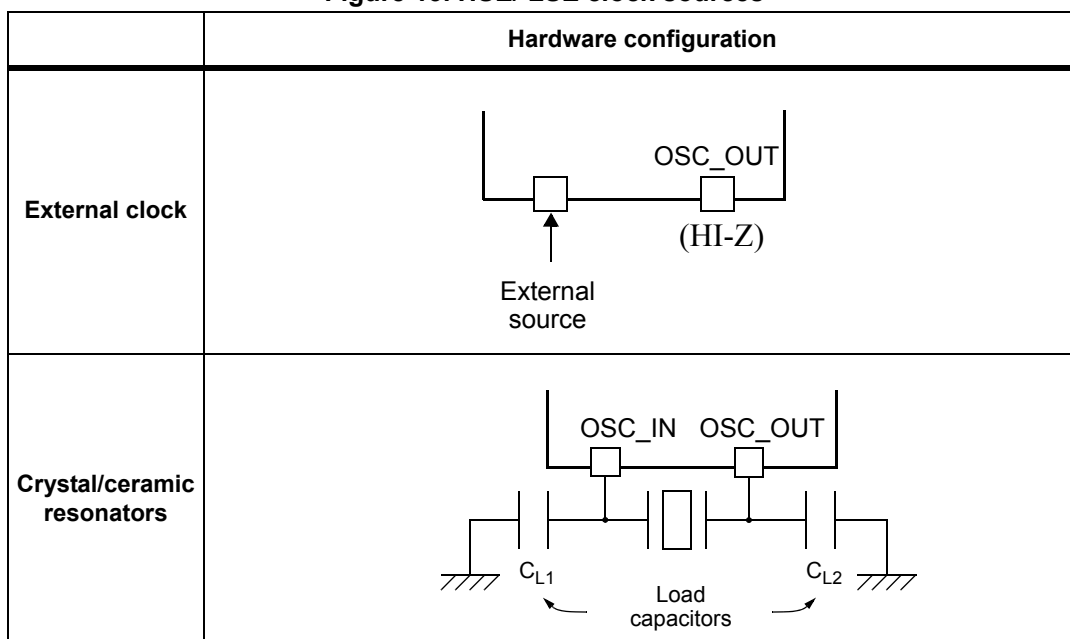 Hardware configuration
External clock
OSC_OUT
(HI-Z)
External
source
Crystal/ceramic
resonators
OSC_IN OSC_OUT
CL1
CL2
Load
capacitors